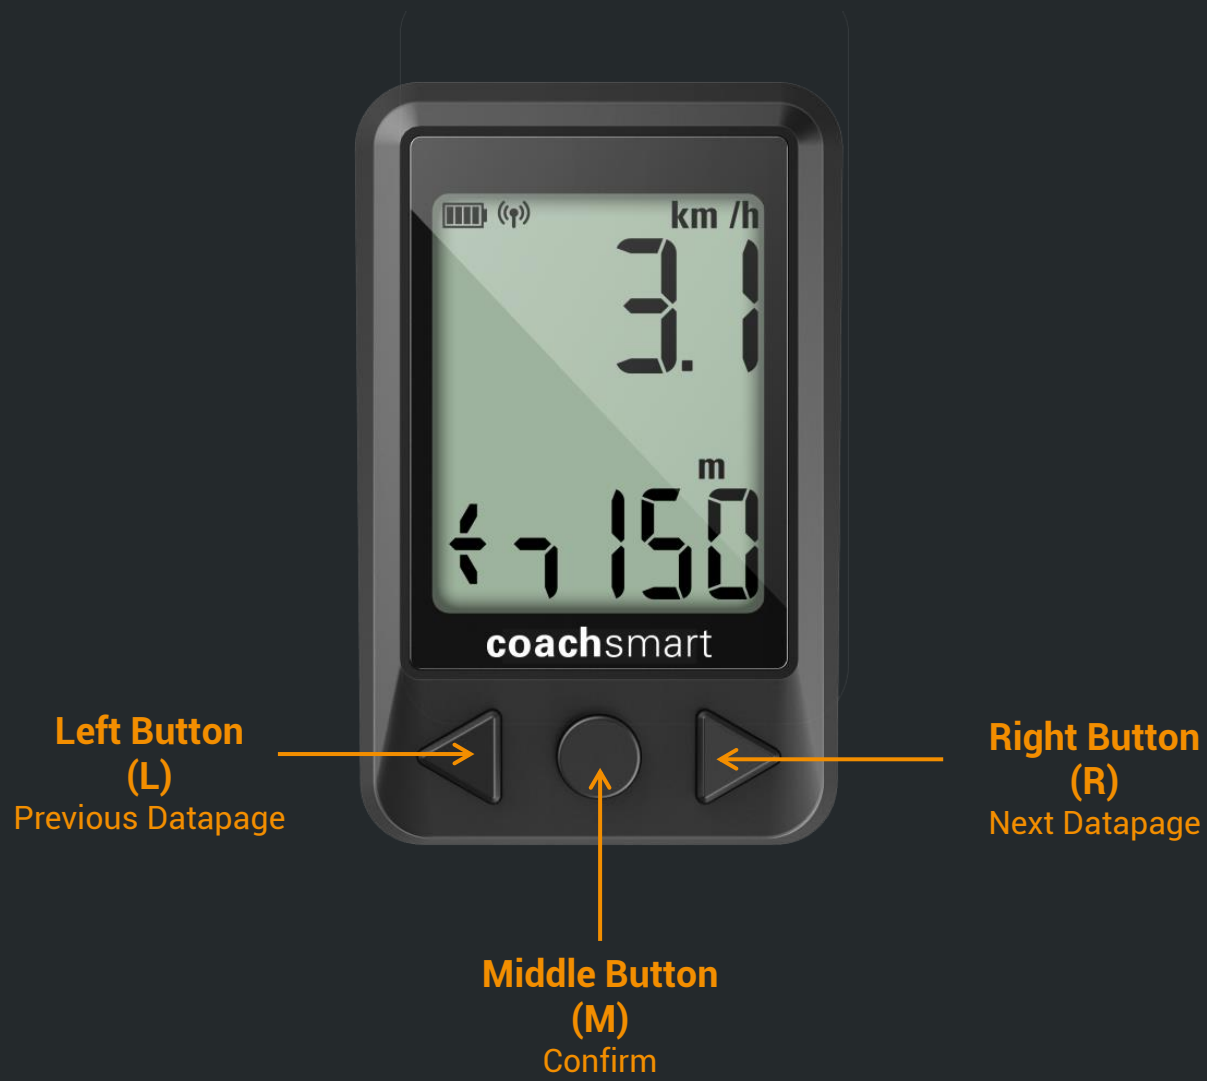 km /h
3.1
m
150
coachsmart
Left Button
(L)
Previous Datapage
Right Button
(R)
Next Datapage
Middle Button
(M)
Confirm